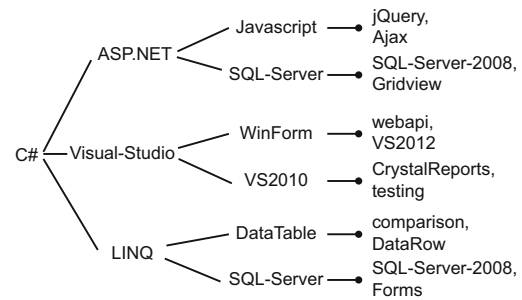 Javascript
jQuery,
Ajax
ASP.NET
SQL-Server
SQL-Server-2008,
Gridview
C#
Visual-Studio
WinForm
webapi,
VS2012
VS2010
CrystalReports,
testing
LINQ
DataTable
comparison,
DataRow
SQL-Server
SQL-Server-2008,
Forms